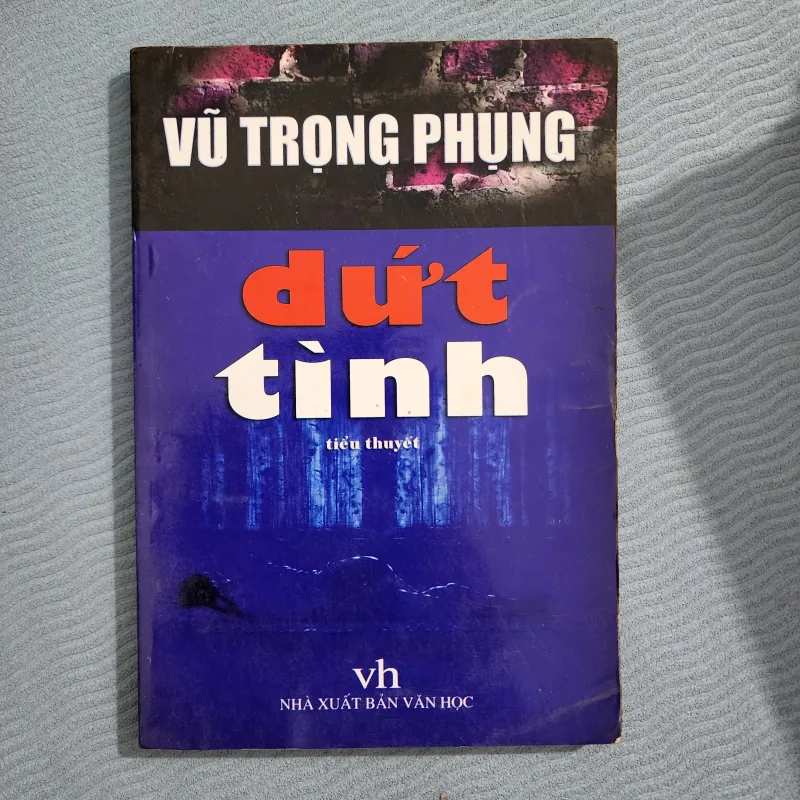 VŨ TRỌNG PHỤNG
dứt
tình
tiểu thuyết
vh
NHÀ XUẤT BẢN VĂN HỌC